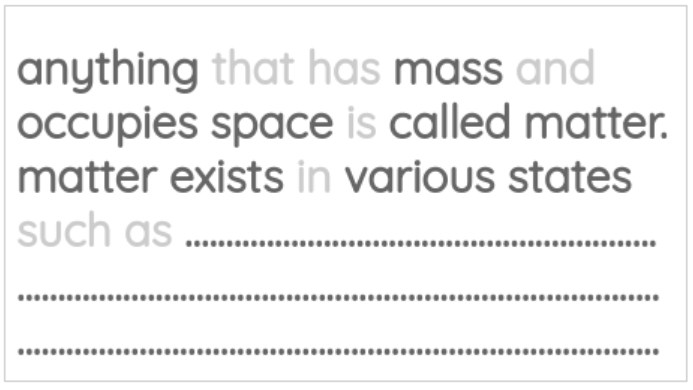 anything that has mass and
occupies space is called matter.
matter exists in various states
such as ..........................................................
................................................................................
................................................................................